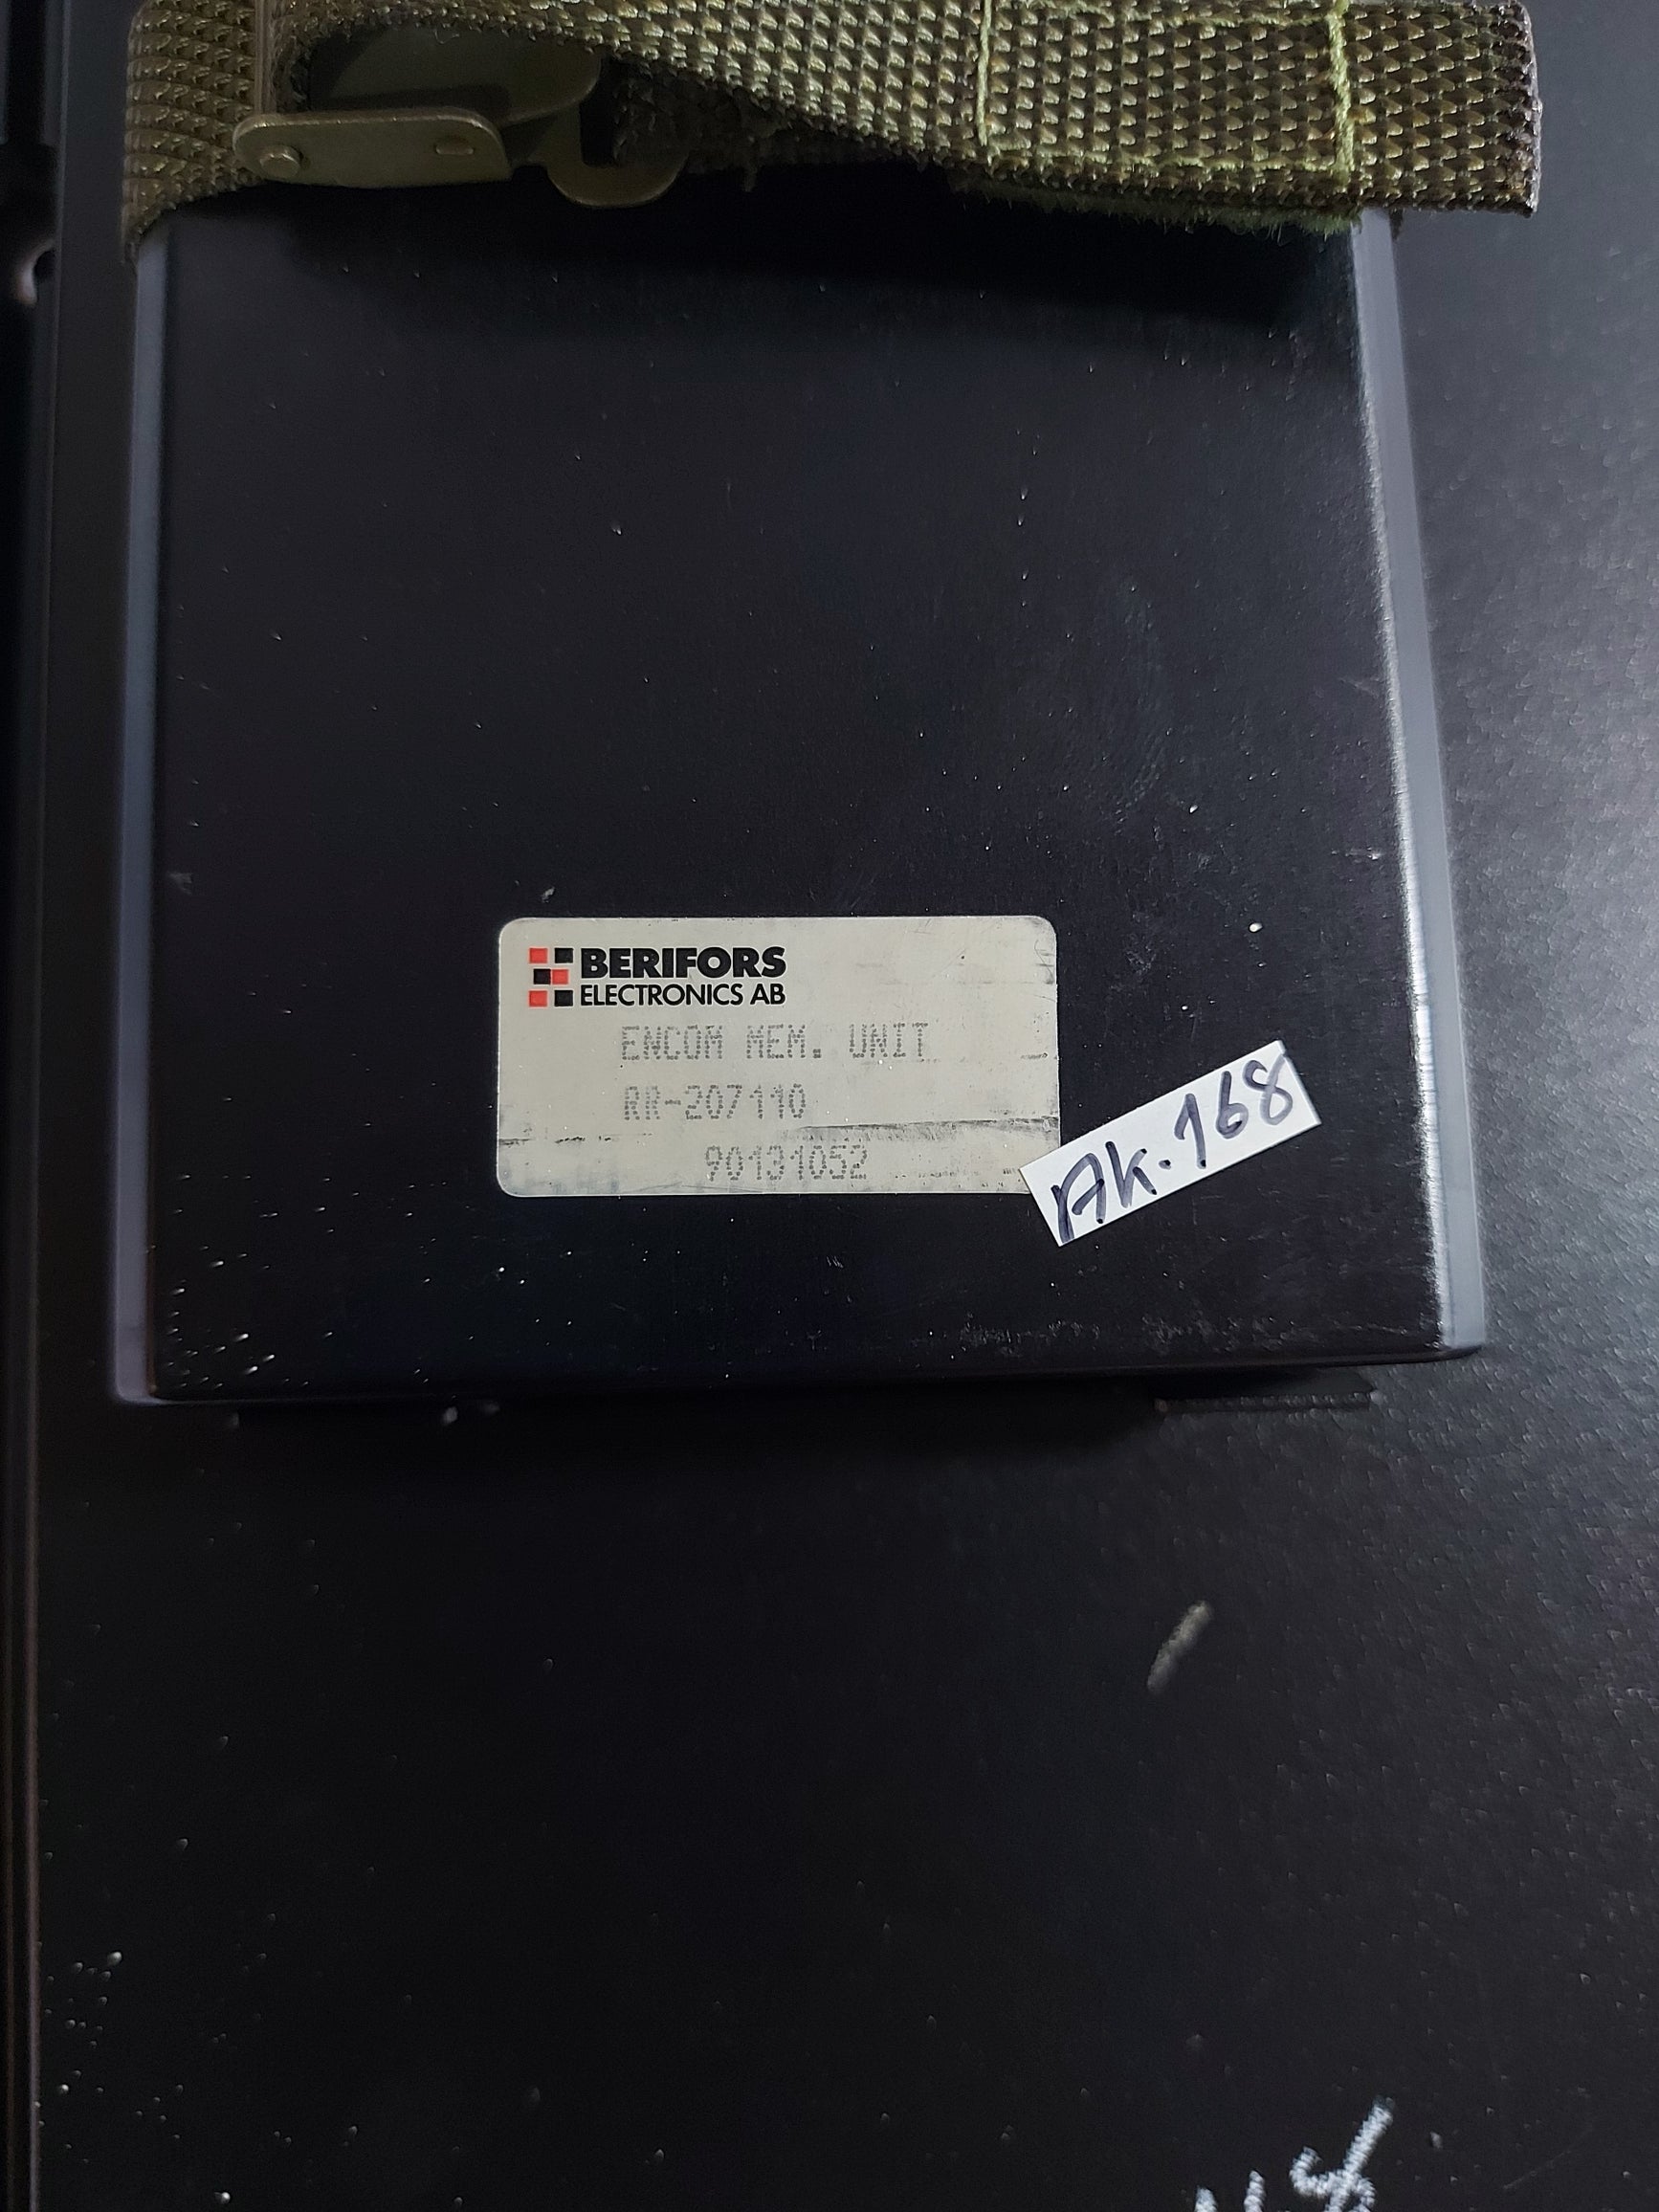 BERIFORS
ELECTRONICS AB
ENCOM MEM. UNIT
RR-207110
90131052
Ak.168